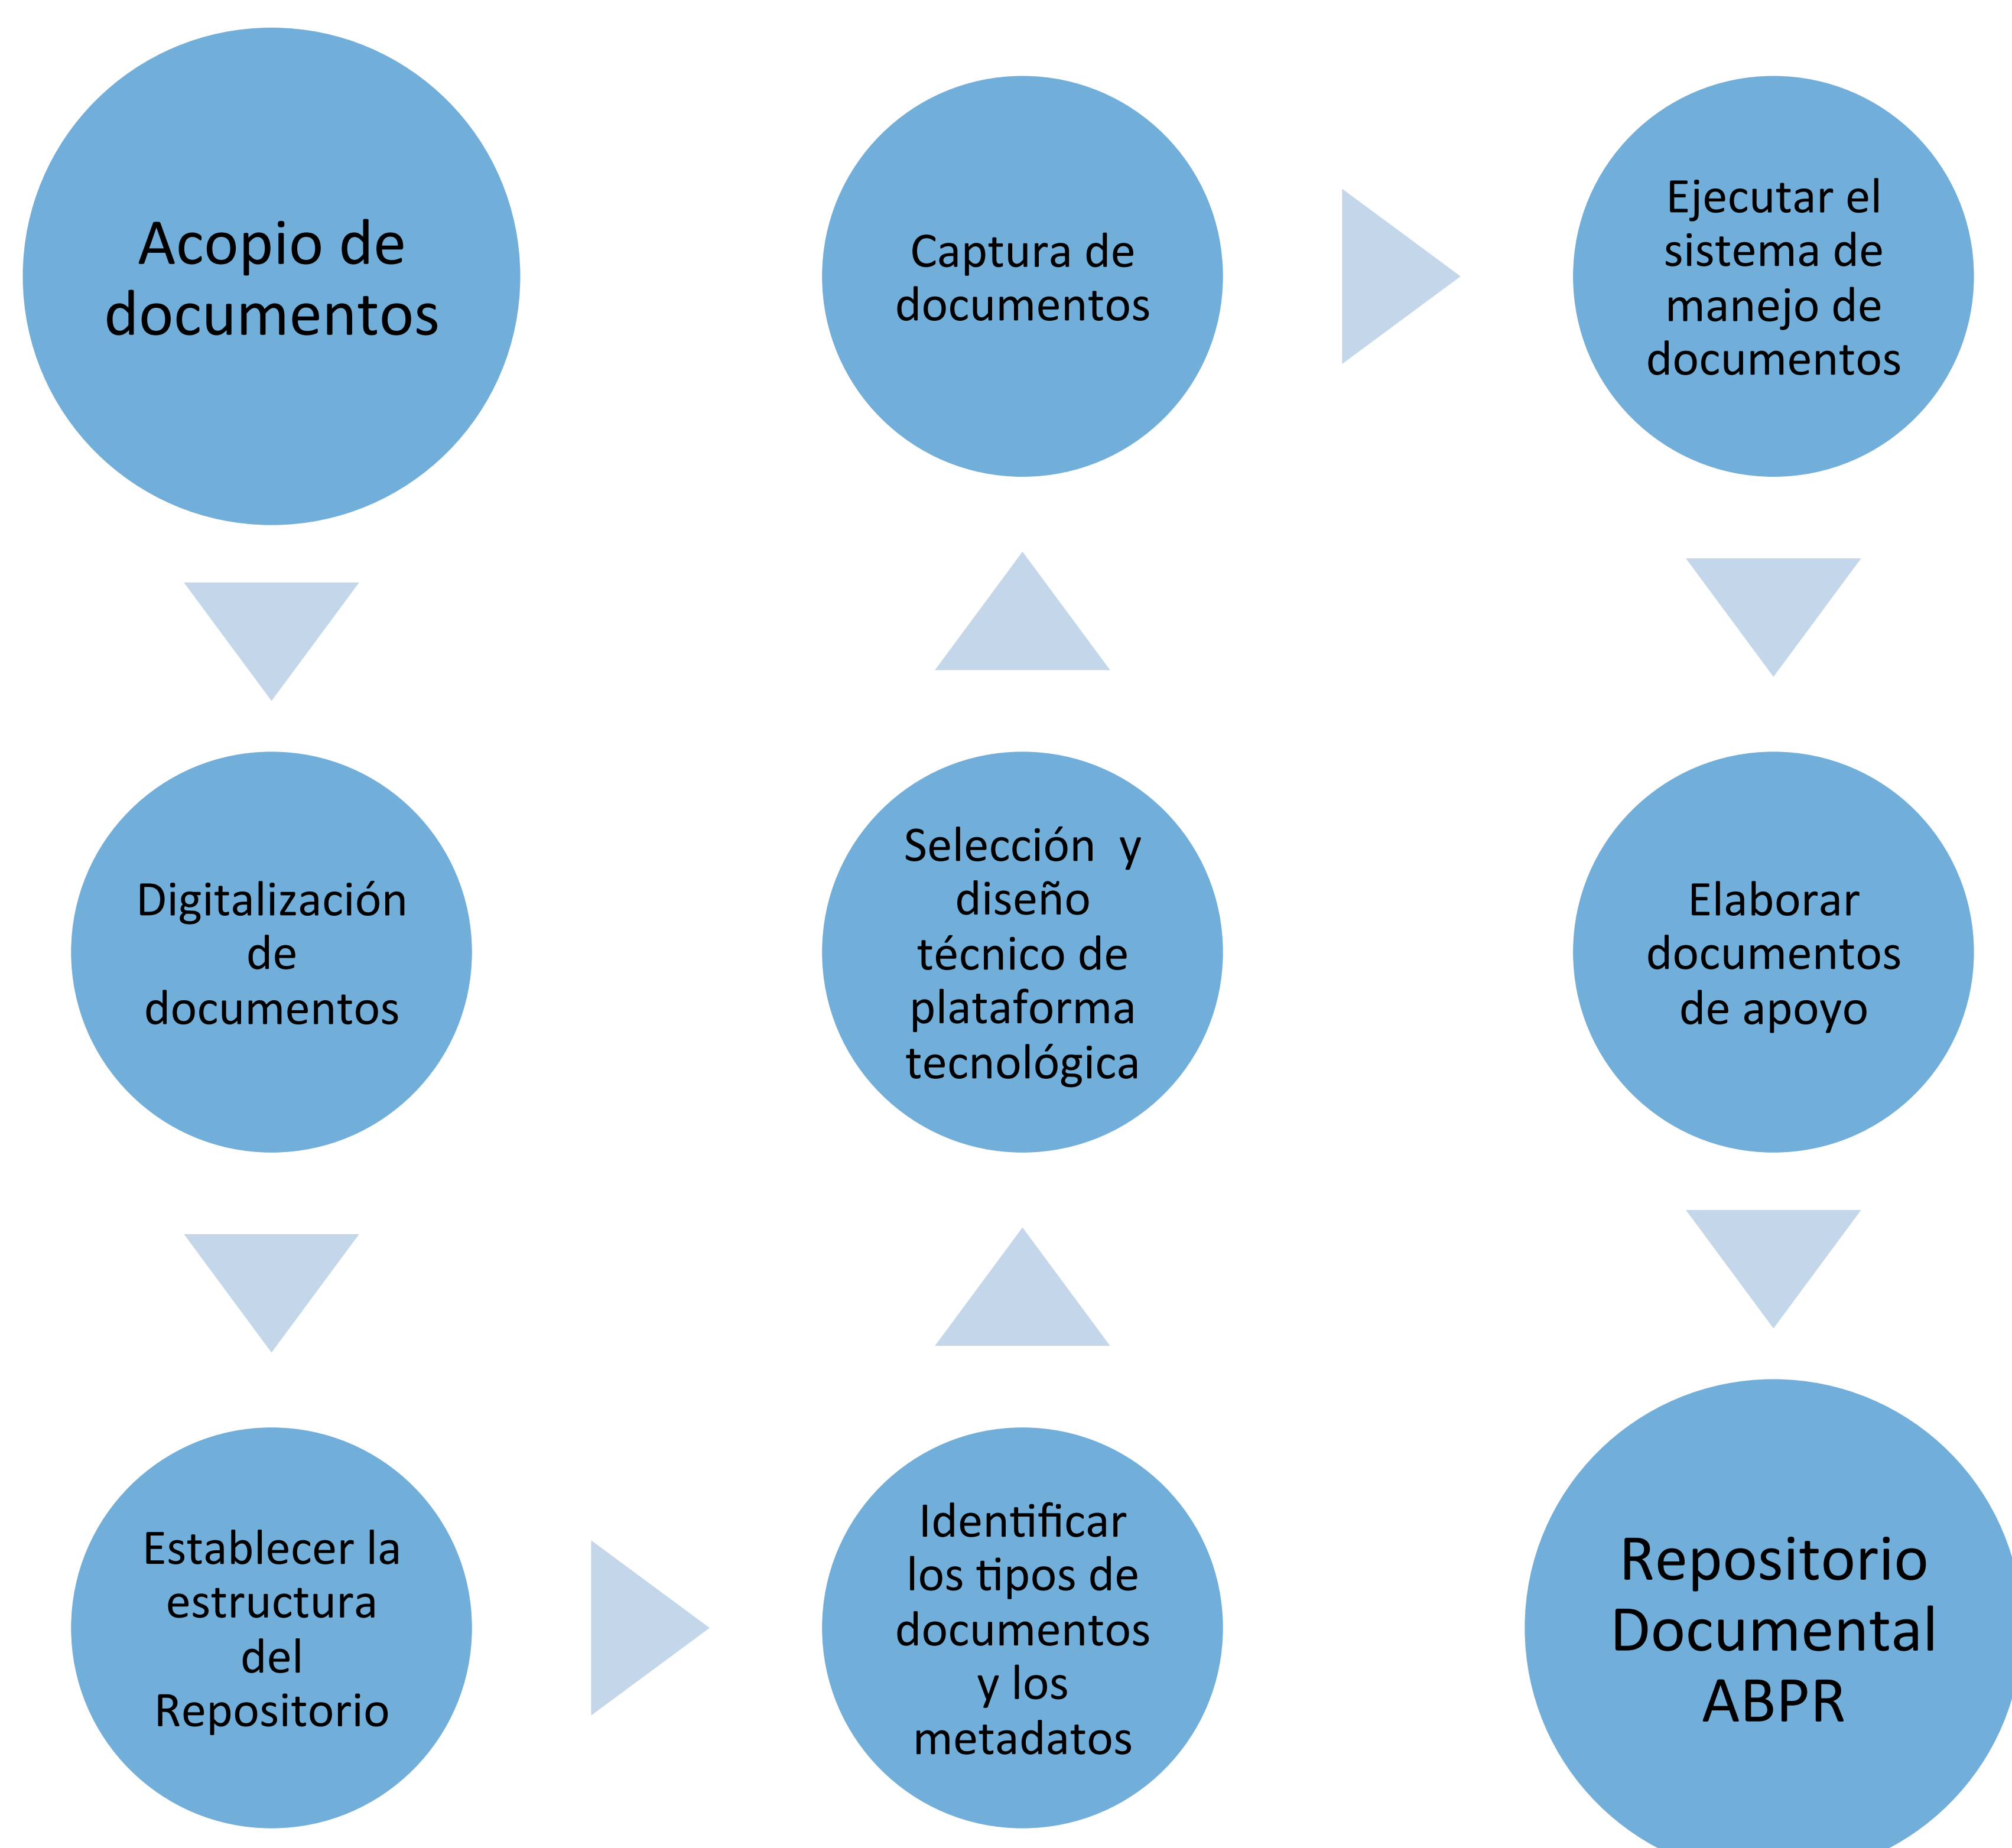 Acopio de
documentos
Digitalización
de
documentos
Establecer la
estructura
del
Repositorio
Identificar
los tipos de
documentos
y los
metadatos
Selección  y
diseño
técnico de
plataforma
tecnológica
Captura de
documentos
Ejecutar el
sistema de
manejo de
documentos
Elaborar
documentos
de apoyo
Repositorio
Documental
ABPR